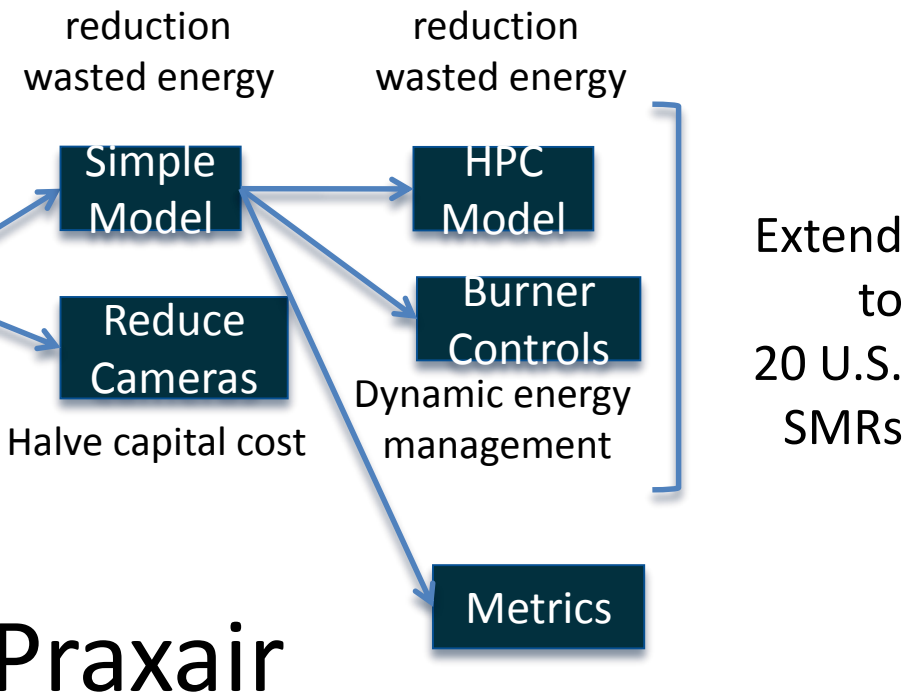 reduction
wasted energy
reduction
wasted energy
Simple
Model
HPC
Model
Reduce
Cameras
Halve capital cost
Burner
Controls
Dynamic energy
management
Extend
to
20 U.S.
SMRs
Metrics
Praxair